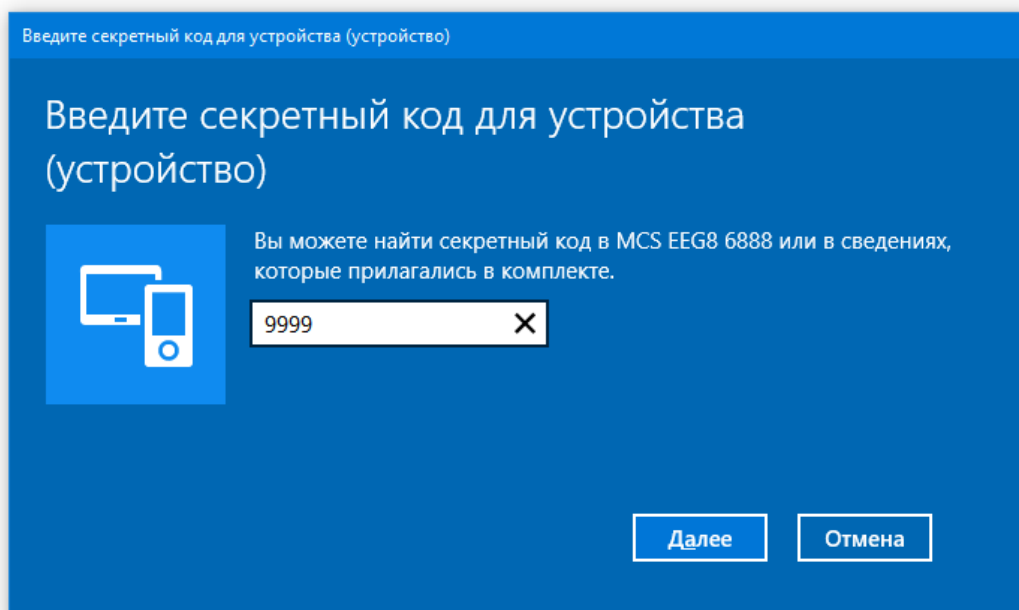 Введите секретный код для устройства (устройство)
Введите секретный код для устройства
(устройство)
Вы можете найти секретный код в MCS EEG8 6888 или в сведениях,
которые прилагались в комплекте.
9999
Далее
Отмена